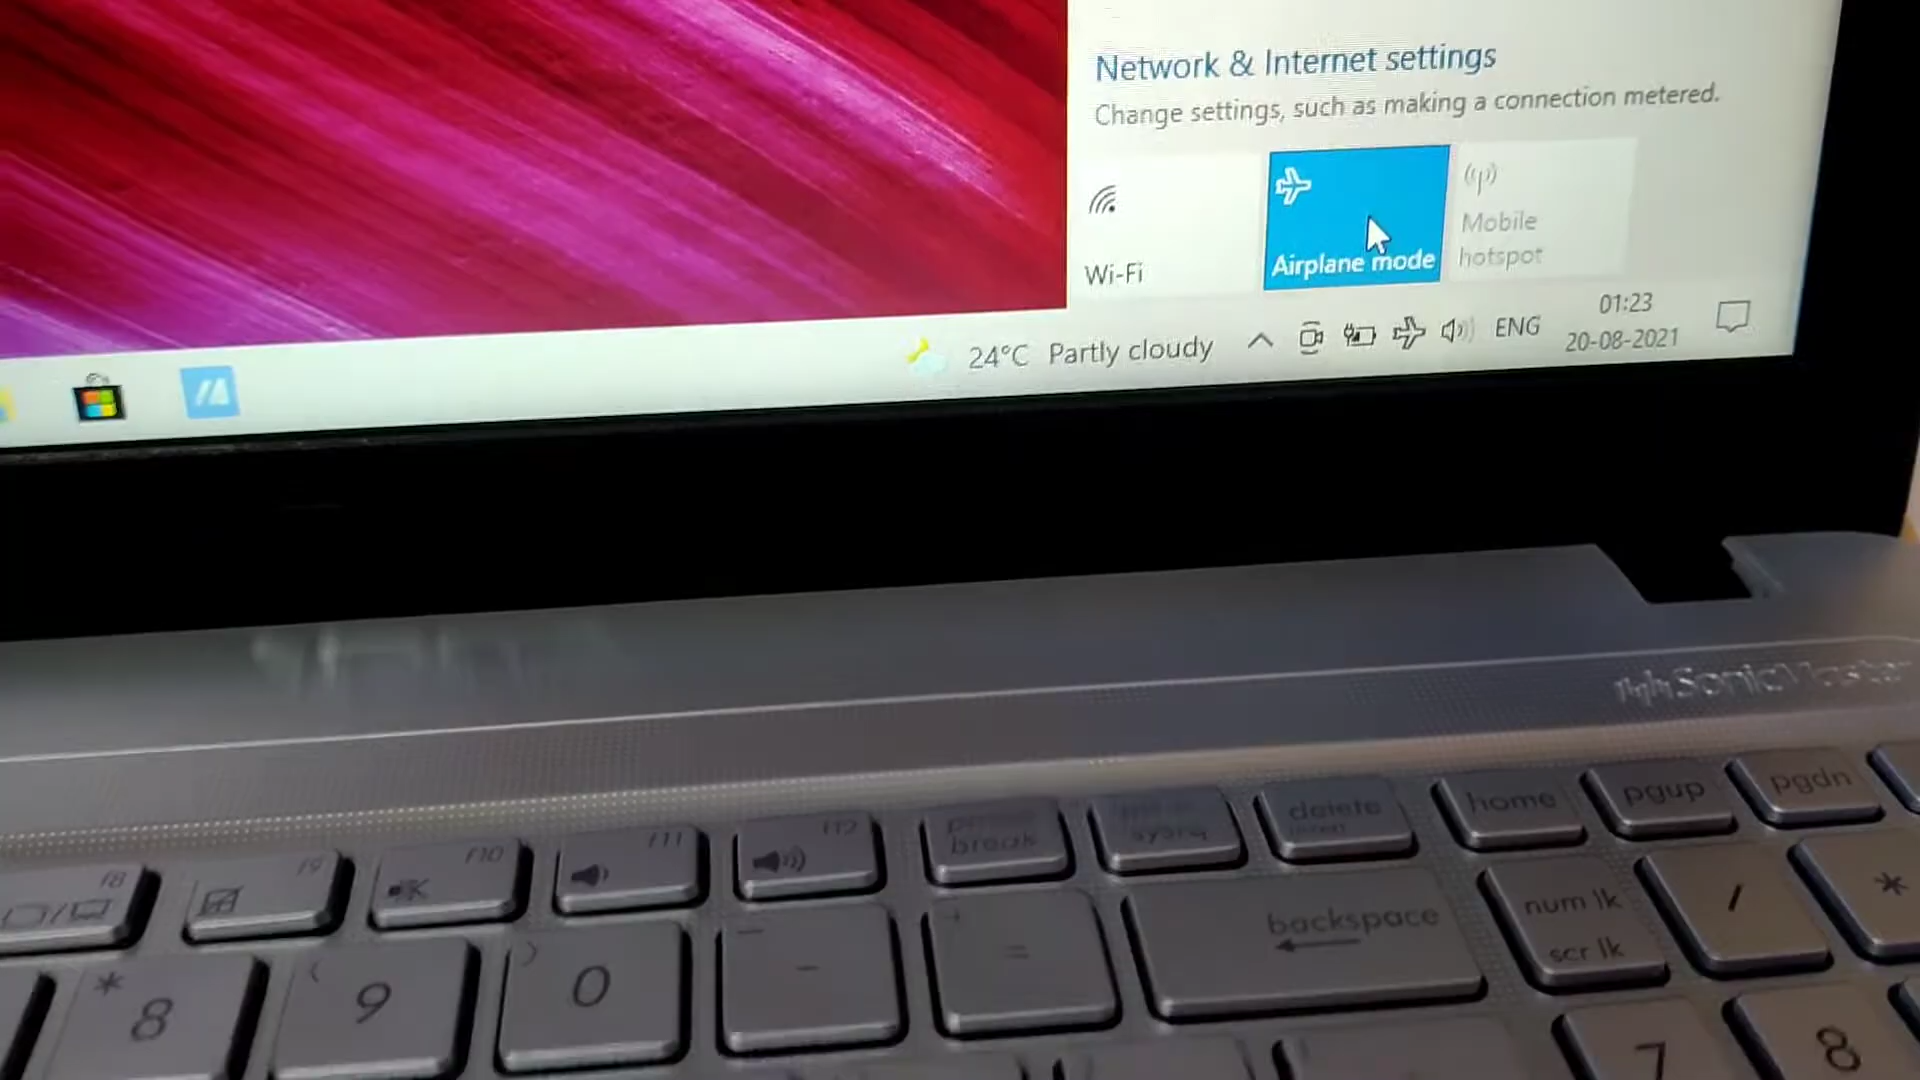 Network & Internet settings
Change settings, such as making a connection metered.
Wi-Fi
Airplane mode
Mobile
hotspot
24°C Partly cloudy
ENG
01:23
20-08-2021
SonicMaster
f8
f9
f10
f11
f12
break
sysrq
delete
home
pgup
pgdn
*
8
(
9
)
0
_
-
+
=
backspace
num lk
scr lk
/
*
7
8